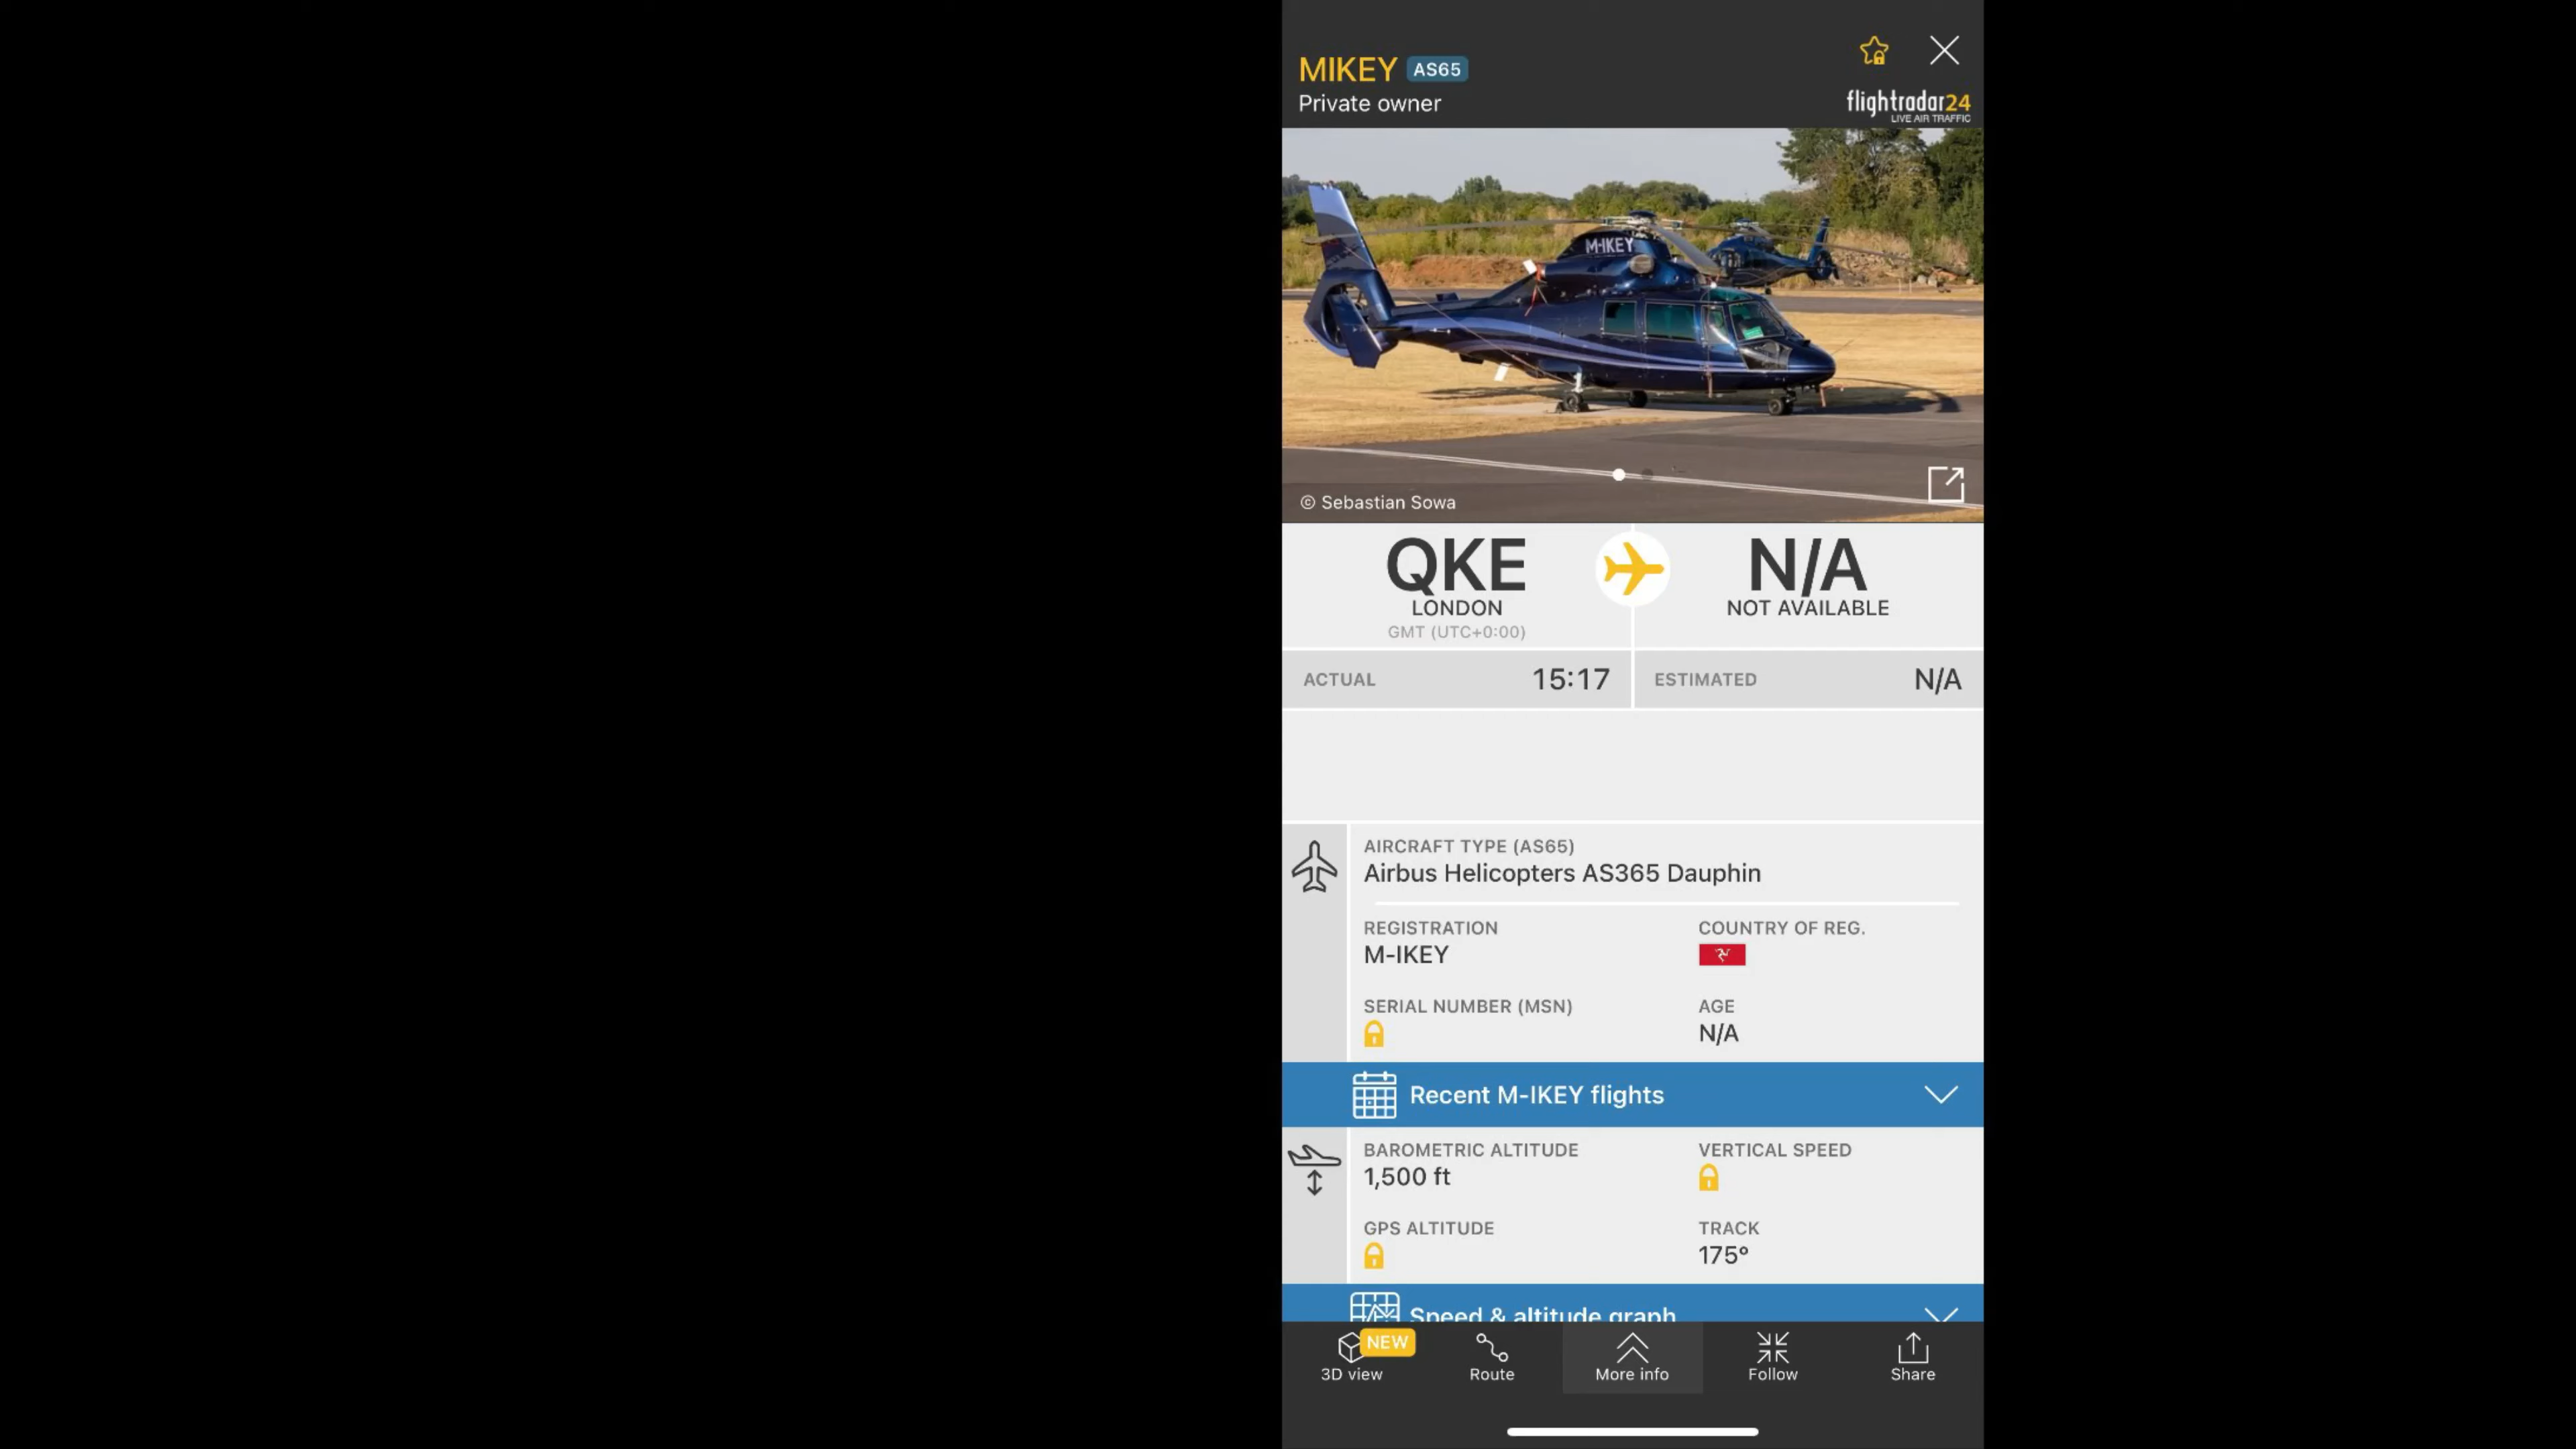 MIKEY AS65
Private owner
flightradar24
LIVE AIR TRAFFIC
M-IKEY
© Sebastian Sowa
QKE N/A
LONDON NOT AVAILABLE
GMT (UTC+0:00)
ACTUAL 15:17 ESTIMATED N/A
AIRCRAFT TYPE (AS65)
Airbus Helicopters AS365 Dauphin
REGISTRATION COUNTRY OF REG.
M-IKEY
SERIAL NUMBER (MSN) AGE
N/A
Recent M-IKEY flights
BAROMETRIC ALTITUDE VERTICAL SPEED
1,500 ft
GPS ALTITUDE TRACK
175°
Speed & altitude graph
NEW
3D view Route More info Follow Share